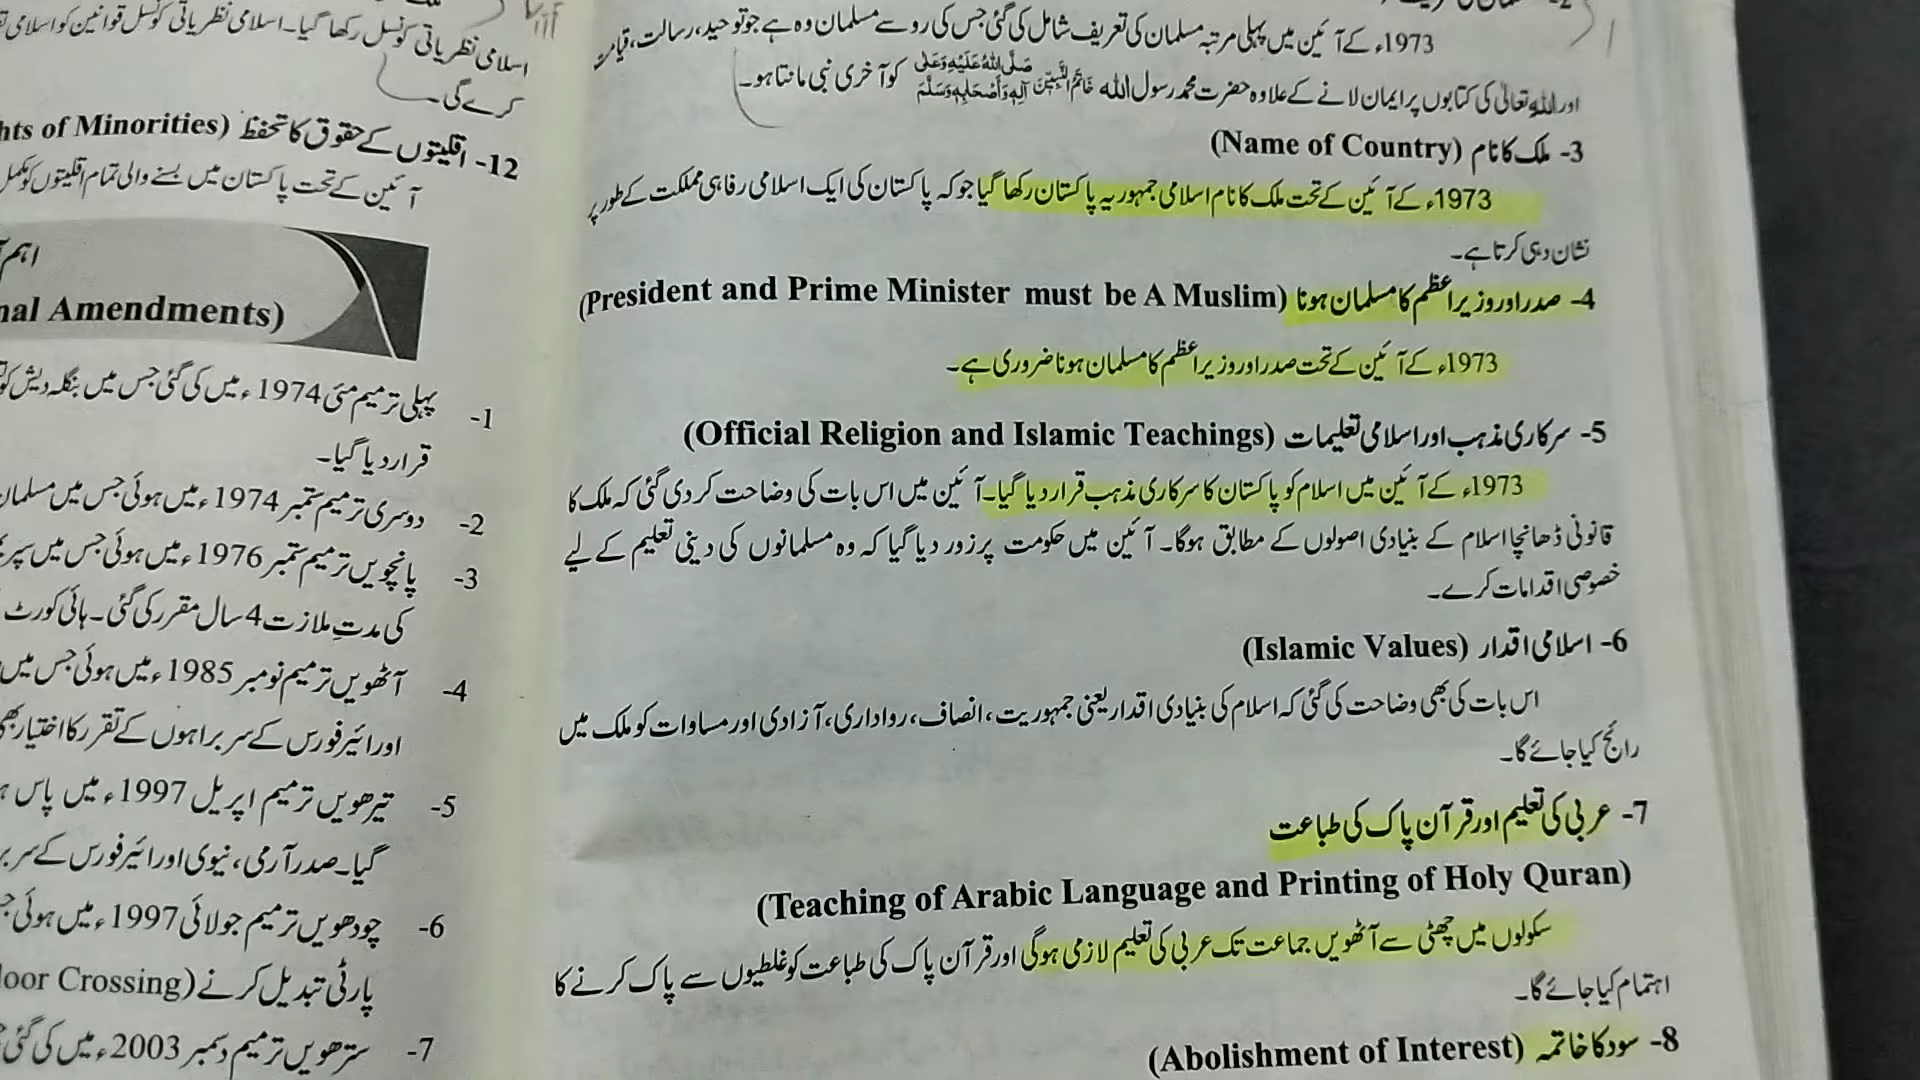 1973ء کے آئین میں پہلی مرتبہ مسلمان کی تعریف شامل کی گئی جس کی رو سے مسلمان وہ ہے جو توحید، رسالت،
اور اللہ تعالیٰ کی کتابوں پر ایمان لانے کے علاوہ حضرت محمد رسول اللہ خَاتَمُ النَّبِیّٖنَ صَلَّی اللہُ عَلَیْہِ وَعَلٰی آلِہٖ وَاَصْحَابِہٖ وَسَلَّمَ کو آخری نبی مانتا ہو۔
3- ملک کا نام (Name of Country)
1973ء کے آئین کے تحت ملک کا نام اسلامی جمہوریہ پاکستان رکھا گیا جو کہ پاکستان کی ایک اسلامی رفاہی مملکت کے طور پر
نشان دہی کرتا ہے۔
4- صدر اور وزیراعظم کا مسلمان ہونا (President and Prime Minister must be A Muslim)
1973ء کے آئین کے تحت صدر اور وزیراعظم کا مسلمان ہونا ضروری ہے۔
5- سرکاری مذہب اور اسلامی تعلیمات (Official Religion and Islamic Teachings)
1973ء کے آئین میں اسلام کو پاکستان کا سرکاری مذہب قرار دیا گیا۔ آئین میں اس بات کی وضاحت کر دی گئی کہ ملک کا
قانونی ڈھانچا اسلام کے بنیادی اصولوں کے مطابق ہوگا۔ آئین میں حکومت پر زور دیا گیا کہ وہ مسلمانوں کی دینی تعلیم کے لیے
خصوصی اقدامات کرے۔
6- اسلامی اقدار (Islamic Values)
اس بات کی بھی وضاحت کی گئی کہ اسلام کی بنیادی اقدار یعنی جمہوریت، انصاف، رواداری، آزادی اور مساوات کو ملک میں
رائج کیا جائے گا۔
7- عربی کی تعلیم اور قرآن پاک کی طباعت
(Teaching of Arabic Language and Printing of Holy Quran)
سکولوں میں چھٹی سے آٹھویں جماعت تک عربی کی تعلیم لازمی ہوگی اور قرآن پاک کی طباعت کو غلطیوں سے پاک کرنے کا
اہتمام کیا جائے گا۔
8- سود کا خاتمہ (Abolishment of Interest)
اسلامی نظریاتی کونسل رکھا گیا۔ اسلامی نظریاتی کونسل قوانین کو اسلامی
اسلامی نظریاتی کونسل
کرے گی۔
12- اقلیتوں کے حقوق کا تحفظ (hts of Minorities
آئین کے تحت پاکستان میں بسنے والی تمام اقلیتوں کو مکمل
اہم
nal Amendments)
1- پہلی ترمیم مئی 1974ء میں کی گئی جس میں بنگلہ دیش کو
قرار دیا گیا۔
2- دوسری ترمیم ستمبر 1974ء میں ہوئی جس میں مسلمان
3- پانچویں ترمیم ستمبر 1976ء میں ہوئی جس میں
کی مدتِ ملازت 4 سال مقرر کی گئی۔ ہائی کورٹ
4- آٹھویں ترمیم نومبر 1985ء میں ہوئی جس میں
اور ائیر فورس کے سربراہوں کے تقرر کا اختیار بھی
5- تیرھویں ترمیم اپریل 1997ء میں پاس
گیا۔ صدر آرمی، نیوی اور ائیر فورس کے
6- چودھویں ترمیم جولائی 1997ء میں ہوئی
پارٹی تبدیل کرنے (loor Crossing
7- سترھویں ترمیم دسمبر 2003ء میں کی گئی